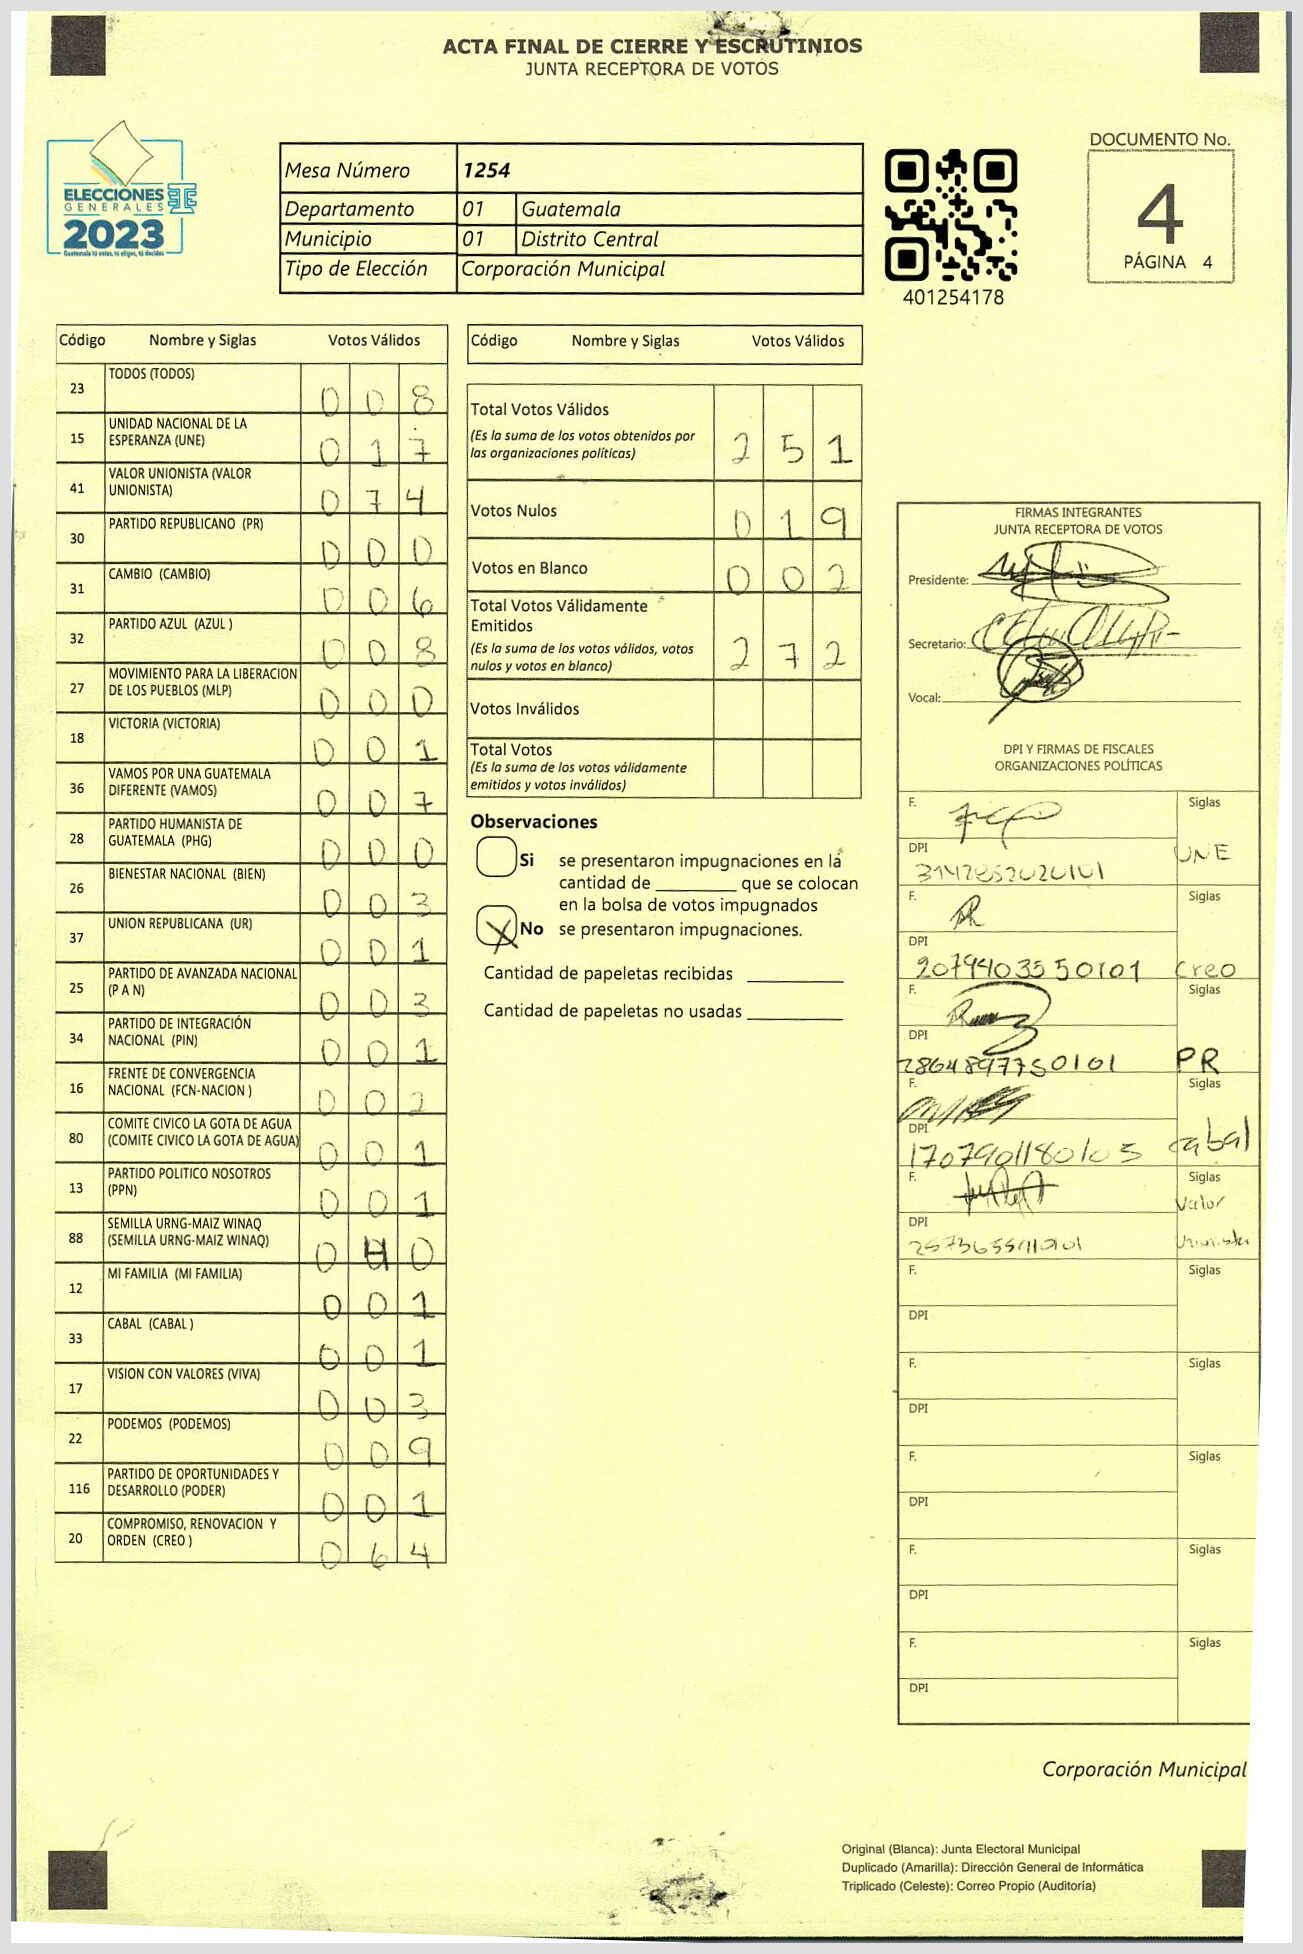 ACTA FINAL DE CIERRE Y ESCRUTINIOS
JUNTA RECEPTORA DE VOTOS
ELECCIONES
GENERALES
2023
Guatemala tú votas, tú eliges, tú decides
Mesa Número 1254
Departamento 01 Guatemala
Municipio 01 Distrito Central
Tipo de Elección Corporación Municipal
401254178
DOCUMENTO No.
4
PÁGINA 4
Código Nombre y Siglas Votos Válidos
23 TODOS (TODOS) 0 0 8
15 UNIDAD NACIONAL DE LA
ESPERANZA (UNE) 0 1 7
41 VALOR UNIONISTA (VALOR
UNIONISTA) 0 7 4
30 PARTIDO REPUBLICANO (PR) 0 0 0
31 CAMBIO (CAMBIO) 0 0 6
32 PARTIDO AZUL (AZUL ) 0 0 8
27 MOVIMIENTO PARA LA LIBERACION
DE LOS PUEBLOS (MLP) 0 0 0
18 VICTORIA (VICTORIA) 0 0 1
36 VAMOS POR UNA GUATEMALA
DIFERENTE (VAMOS) 0 0 7
28 PARTIDO HUMANISTA DE
GUATEMALA (PHG) 0 0 0
26 BIENESTAR NACIONAL (BIEN) 0 0 3
37 UNION REPUBLICANA (UR) 0 0 1
25 PARTIDO DE AVANZADA NACIONAL
(P A N) 0 0 3
34 PARTIDO DE INTEGRACIÓN
NACIONAL (PIN) 0 0 1
16 FRENTE DE CONVERGENCIA
NACIONAL (FCN-NACION ) 0 0 2
80 COMITE CIVICO LA GOTA DE AGUA
(COMITE CIVICO LA GOTA DE AGUA) 0 0 1
13 PARTIDO POLITICO NOSOTROS
(PPN) 0 0 1
88 SEMILLA URNG-MAIZ WINAQ
(SEMILLA URNG-MAIZ WINAQ) 0 4 0
12 MI FAMILIA (MI FAMILIA) 0 0 1
33 CABAL (CABAL ) 0 0 1
17 VISION CON VALORES (VIVA) 0 0 3
22 PODEMOS (PODEMOS) 0 0 9
116 PARTIDO DE OPORTUNIDADES Y
DESARROLLO (PODER) 0 0 1
20 COMPROMISO, RENOVACION Y
ORDEN (CREO ) 0 6 4
Código Nombre y Siglas Votos Válidos
Total Votos Válidos
(Es la suma de los votos obtenidos por
las organizaciones políticas) 2 5 1
Votos Nulos 0 1 9
Votos en Blanco 0 0 2
Total Votos Válidamente
Emitidos
(Es la suma de los votos válidos, votos
nulos y votos en blanco) 2 7 2
Votos Inválidos
Total Votos
(Es la suma de los votos válidamente
emitidos y votos inválidos)
Observaciones
Si se presentaron impugnaciones en la
cantidad de ________ que se colocan
en la bolsa de votos impugnados
X No se presentaron impugnaciones.
Cantidad de papeletas recibidas
Cantidad de papeletas no usadas
FIRMAS INTEGRANTES
JUNTA RECEPTORA DE VOTOS
Presidente:
Secretario:
Vocal:
DPI Y FIRMAS DE FISCALES
ORGANIZACIONES POLÍTICAS
F. Siglas
DPI UNE
F. Siglas
DPI
2079403550101 Creo
F. Siglas
DPI
2864897750101 PR
F. Siglas
DPI
1707901180105 cabal
F. Siglas
Valor
DPI
Unionista
F. Siglas
DPI
F. Siglas
DPI
F. Siglas
DPI
F. Siglas
DPI
F. Siglas
DPI
Corporación Municipal
Original (Blanca): Junta Electoral Municipal
Duplicado (Amarilla): Dirección General de Informática
Triplicado (Celeste): Correo Propio (Auditoría)